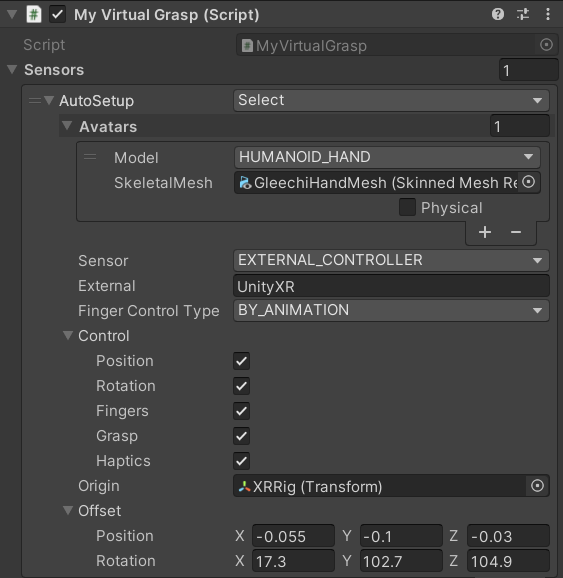 My Virtual Grasp (Script)
Script MyVirtualGrasp
Sensors 1
AutoSetup Select
Avatars 1
Model HUMANOID_HAND
SkeletalMesh GleechiHandMesh (Skinned Mesh Re
Physical
+ −
Sensor EXTERNAL_CONTROLLER
External UnityXR
Finger Control Type BY_ANIMATION
Control
Position
Rotation
Fingers
Grasp
Haptics
Origin XRRig (Transform)
Offset
Position X -0.055 Y -0.1 Z -0.03
Rotation X 17.3 Y 102.7 Z 104.9